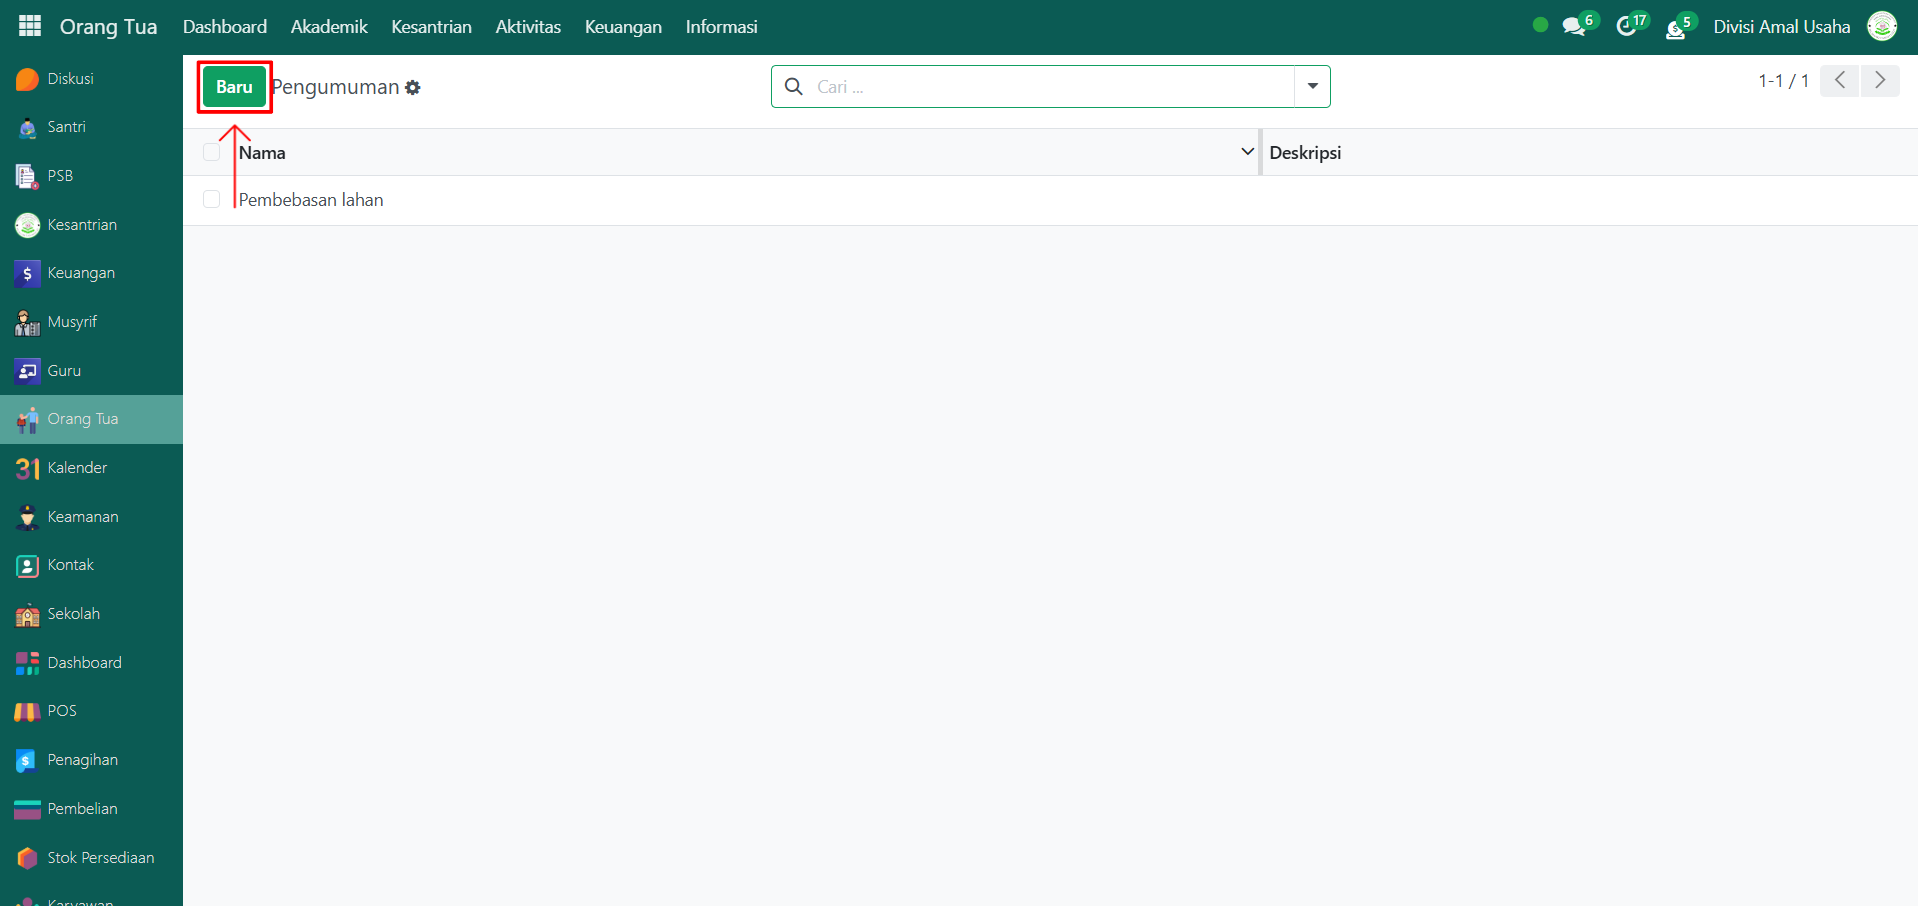 Orang Tua Dashboard Akademik Kesantrian Aktivitas Keuangan Informasi 6 17 5 Divisi Amal Usaha
Diskusi
Santri
PSB
Kesantrian
Keuangan
Musyrif
Guru
Orang Tua
31 Kalender
Keamanan
Kontak
Sekolah
Dashboard
POS
Penagihan
Pembelian
Stok Persediaan
Karyawan
Baru Pengumuman Cari ... 1-1 / 1
Nama Deskripsi
Pembebasan lahan